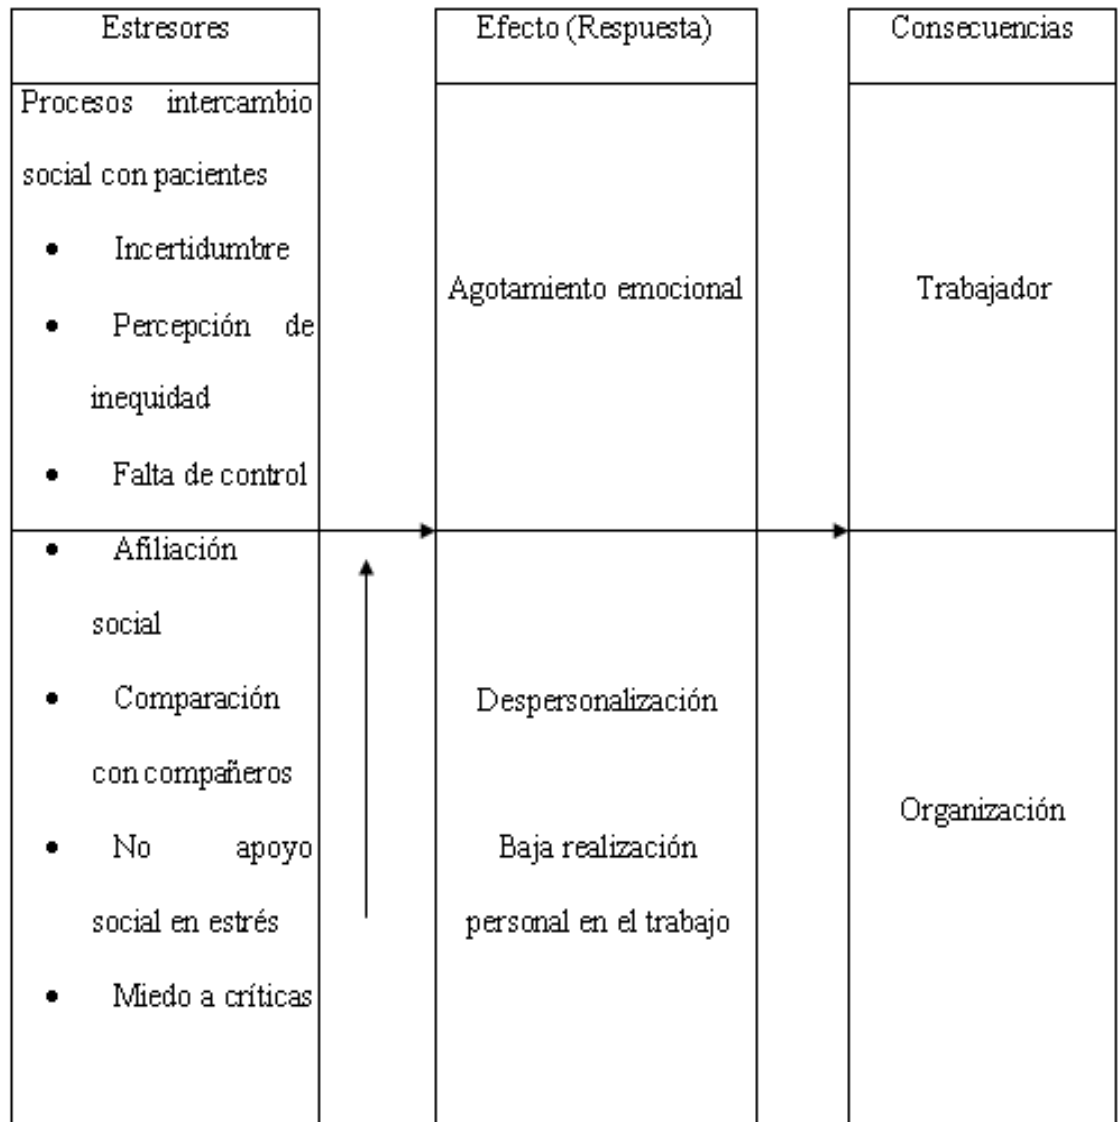 Estresores
Procesos intercambio
social con pacientes
• Incertidumbre
• Percepción de
inequidad
• Falta de control
• Afiliación
social
• Comparación
con compañeros
• No apoyo
social en estrés
• Miedo a críticas
Efecto (Respuesta)
Agotamiento emocional
Despersonalización
Baja realización
personal en el trabajo
Consecuencias
Trabajador
Organización